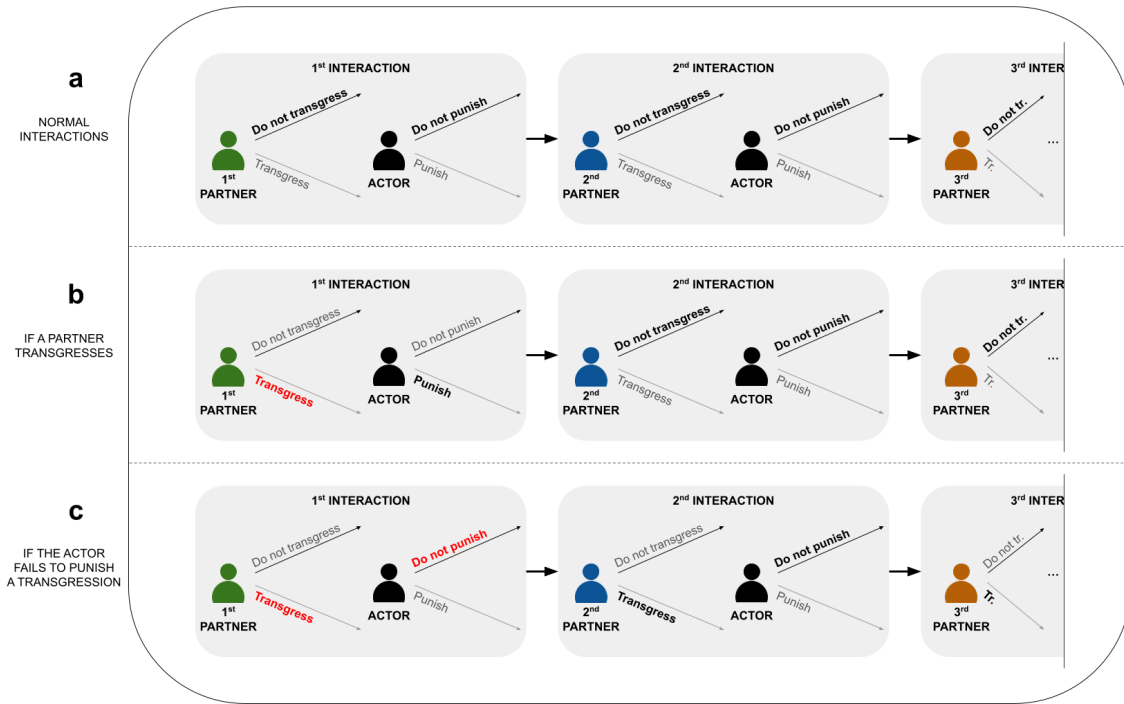 a
NORMAL
INTERACTIONS
1st INTERACTION
Do not transgress
Transgress
1st
PARTNER
Do not punish
Punish
ACTOR
2nd INTERACTION
Do not transgress
Transgress
2nd
PARTNER
Do not punish
Punish
ACTOR
3rd INTER
Do not tr.
Tr.
...
3rd
PARTNER
b
IF A PARTNER
TRANSGRESSES
1st INTERACTION
Do not transgress
Transgress
1st
PARTNER
Do not punish
Punish
ACTOR
2nd INTERACTION
Do not transgress
Transgress
2nd
PARTNER
Do not punish
Punish
ACTOR
3rd INTER
Do not tr.
Tr.
...
3rd
PARTNER
c
IF THE ACTOR
FAILS TO PUNISH
A TRANSGRESSION
1st INTERACTION
Do not transgress
Transgress
1st
PARTNER
Do not punish
Punish
ACTOR
2nd INTERACTION
Do not transgress
Transgress
2nd
PARTNER
Do not punish
Punish
ACTOR
3rd INTER
Do not tr.
Tr.
...
3rd
PARTNER